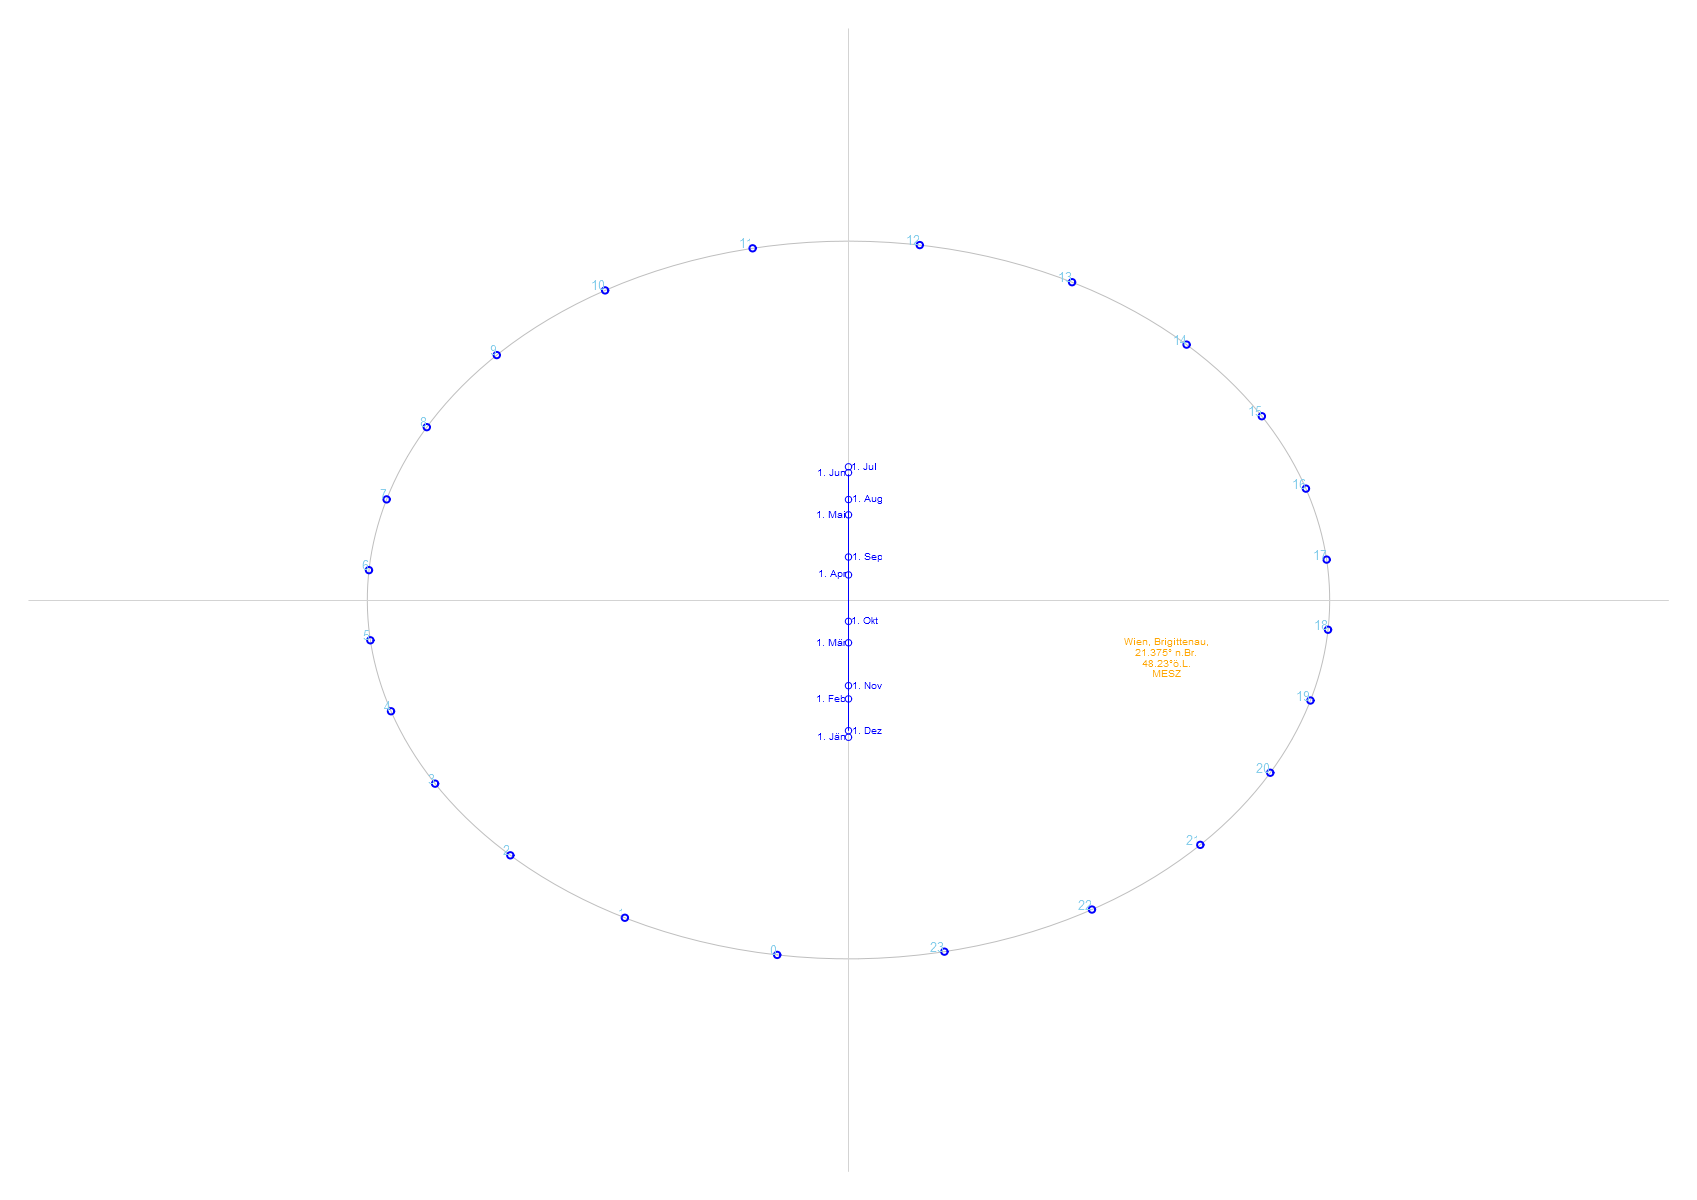 11
12
10
13
9
14
8
15
1. Jul
1. Jun
7
16
1. Aug
1. Mai
17
1. Sep
6
1. Apr
1. Okt
18
5
1. Mär
Wien, Brigittenau,
21.375° n.Br.
48.23°ö.L.
MESZ
1. Nov
1. Feb
19
4
1. Dez
1. Jän
20
3
21
2
22
1
23
0